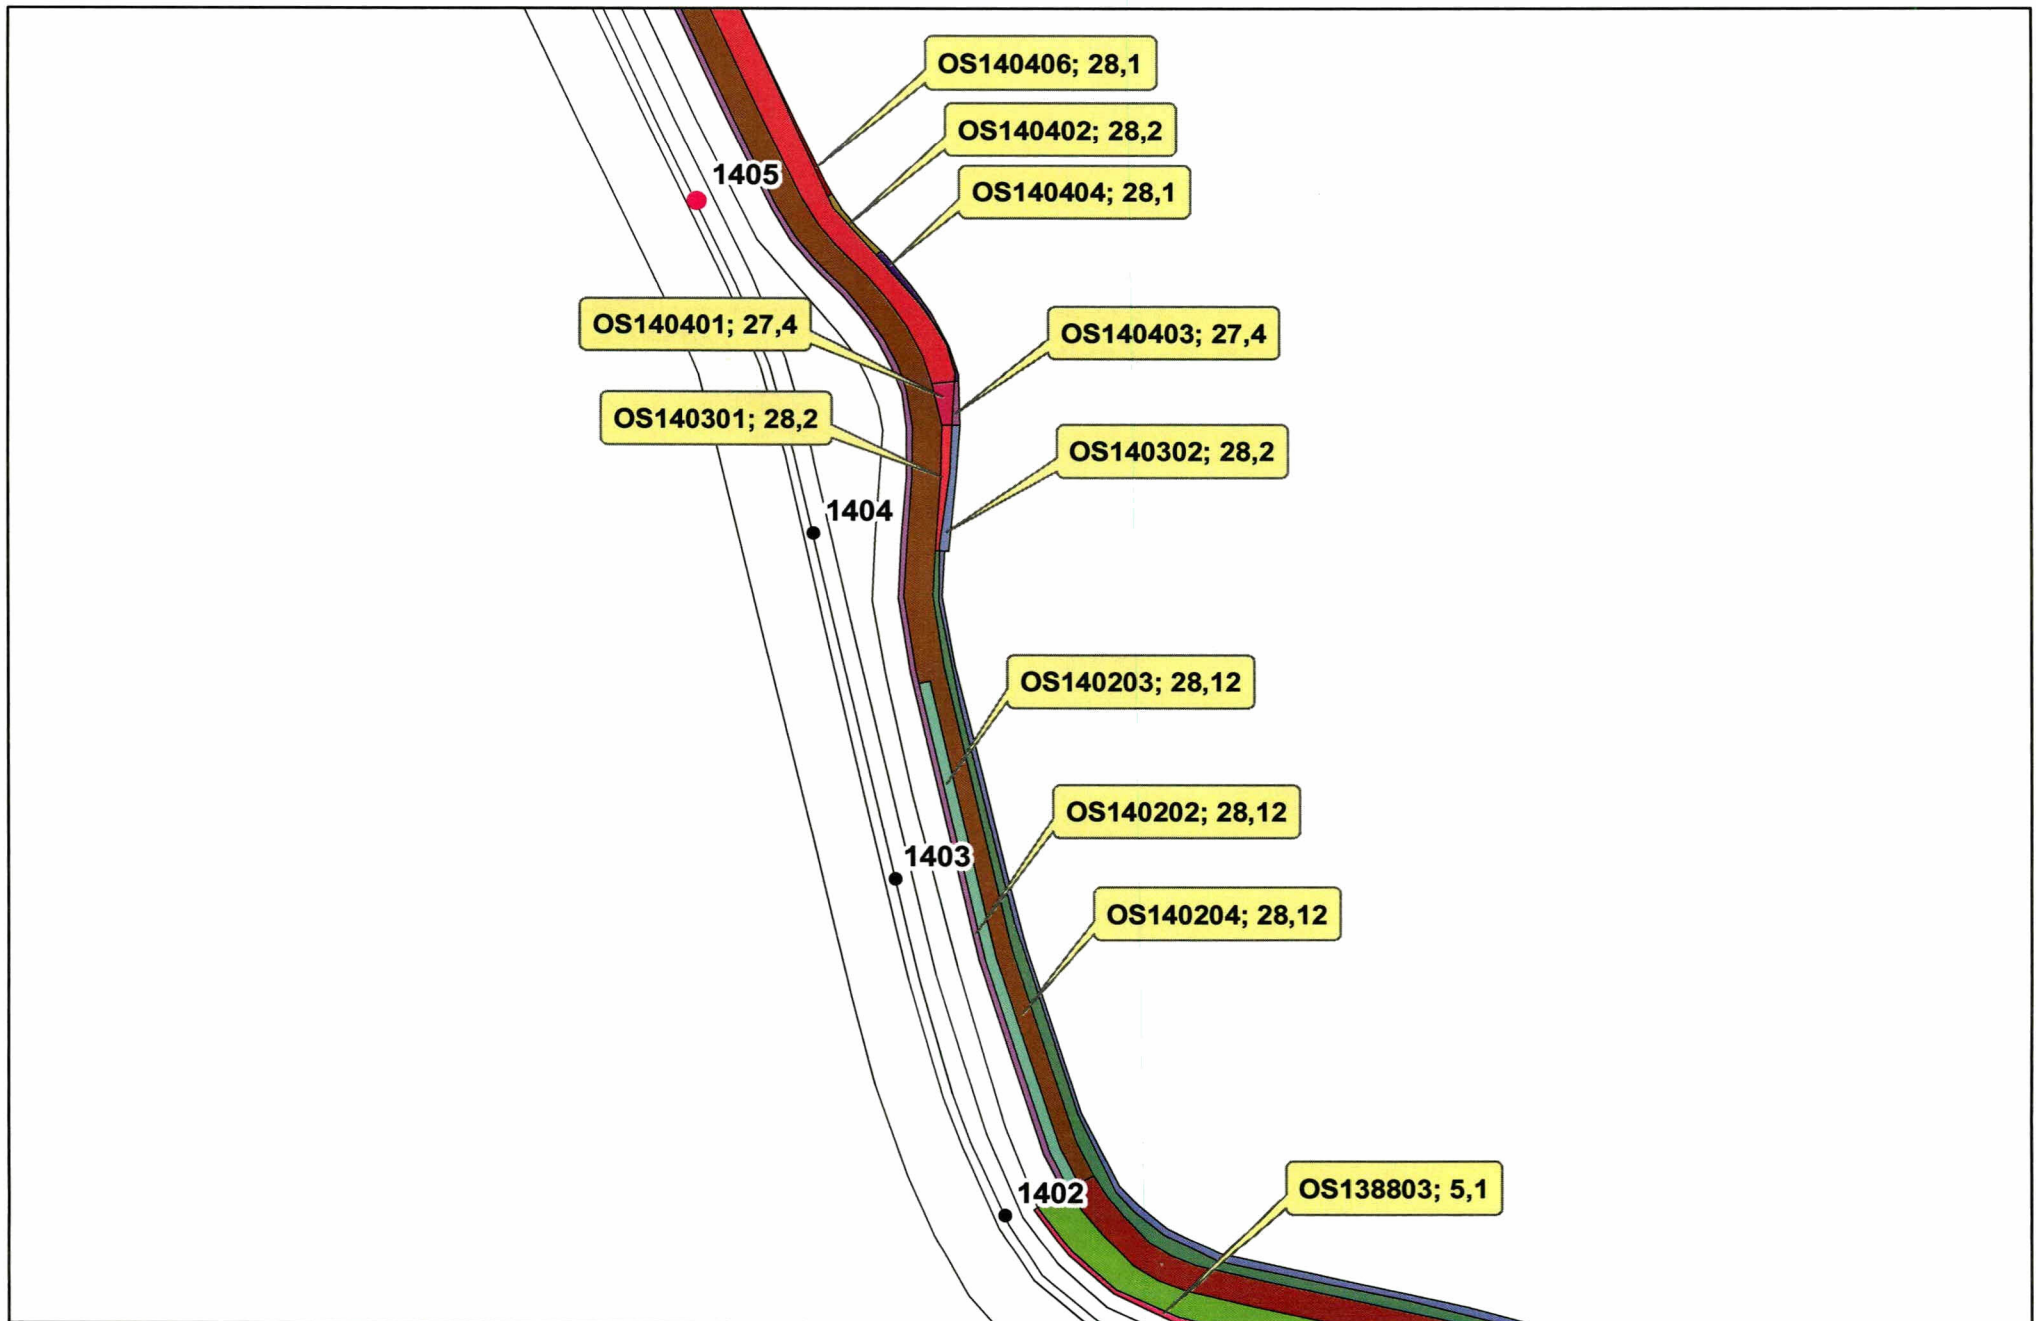 OS140406; 28,1
OS140402; 28,2
1405
OS140404; 28,1
OS140401; 27,4
OS140403; 27,4
OS140301; 28,2
OS140302; 28,2
1404
OS140203; 28,12
OS140202; 28,12
1403
OS140204; 28,12
1402
OS138803; 5,1